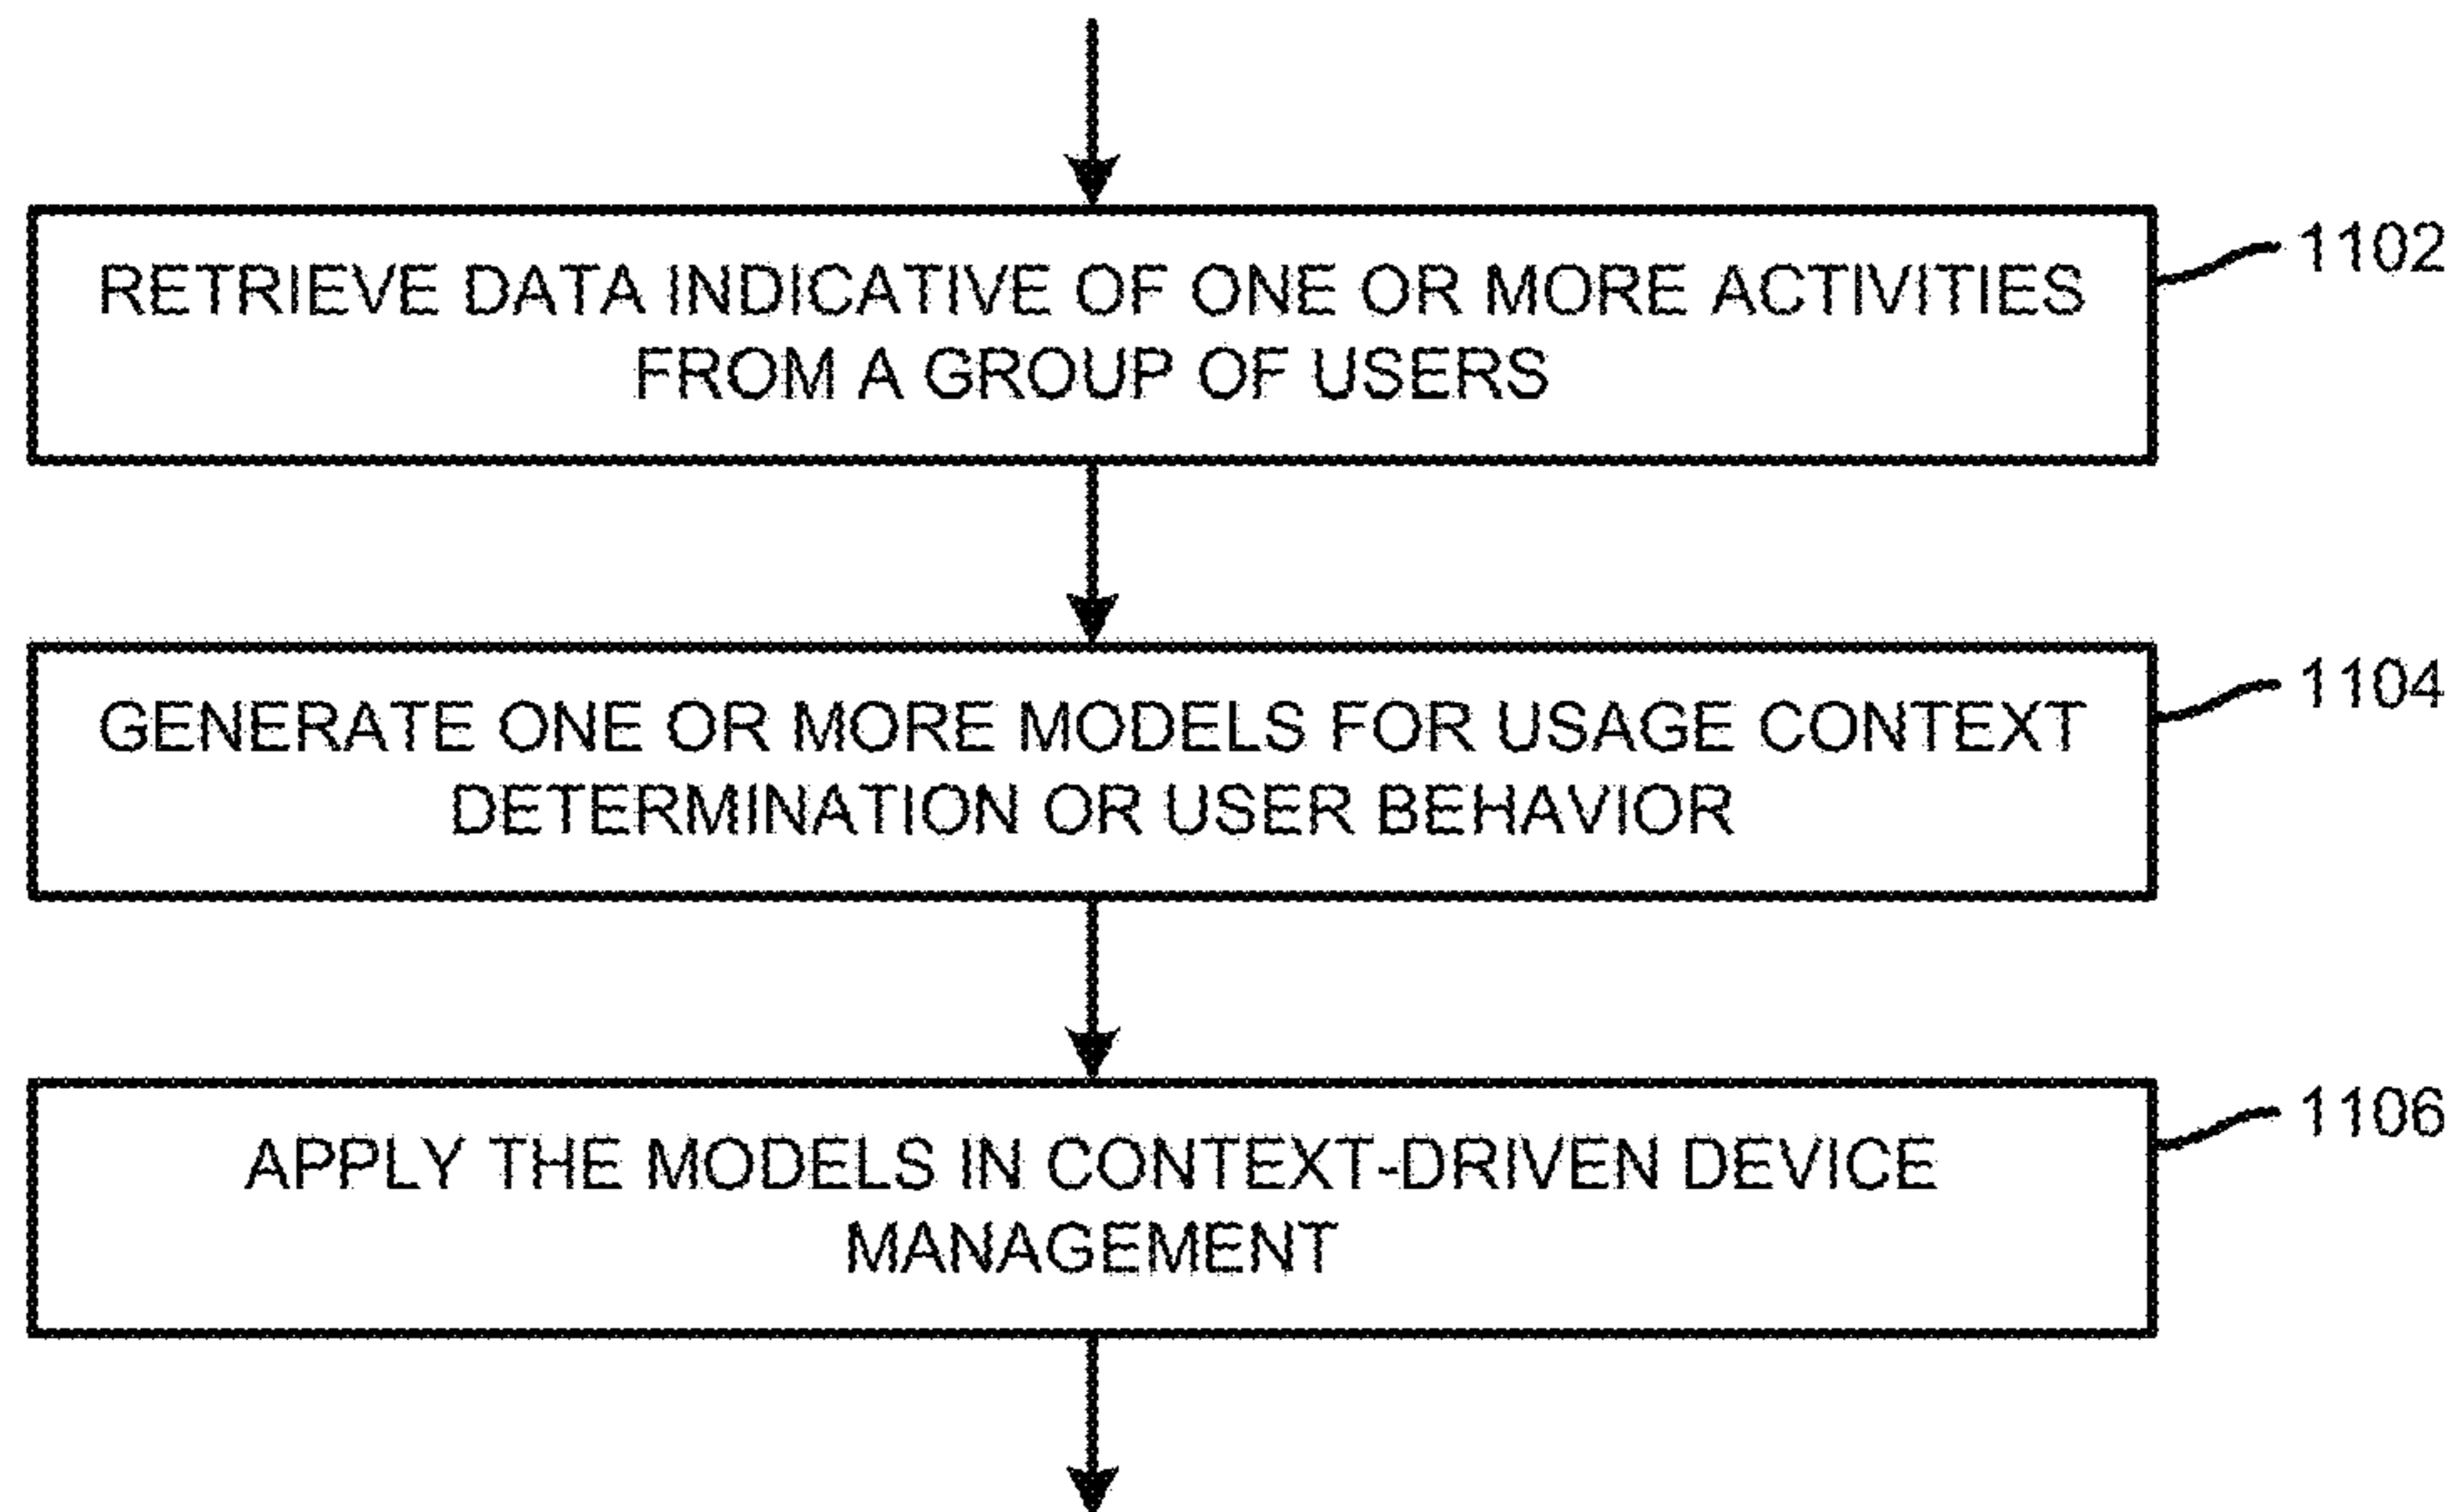 RETRIEVE DATA INDICATIVE OF ONE OR MORE ACTIVITIES
FROM A GROUP OF USERS
1102
GENERATE ONE OR MORE MODELS FOR USAGE CONTEXT
DETERMINATION OR USER BEHAVIOR
1104
APPLY THE MODELS IN CONTEXT-DRIVEN DEVICE
MANAGEMENT
1106